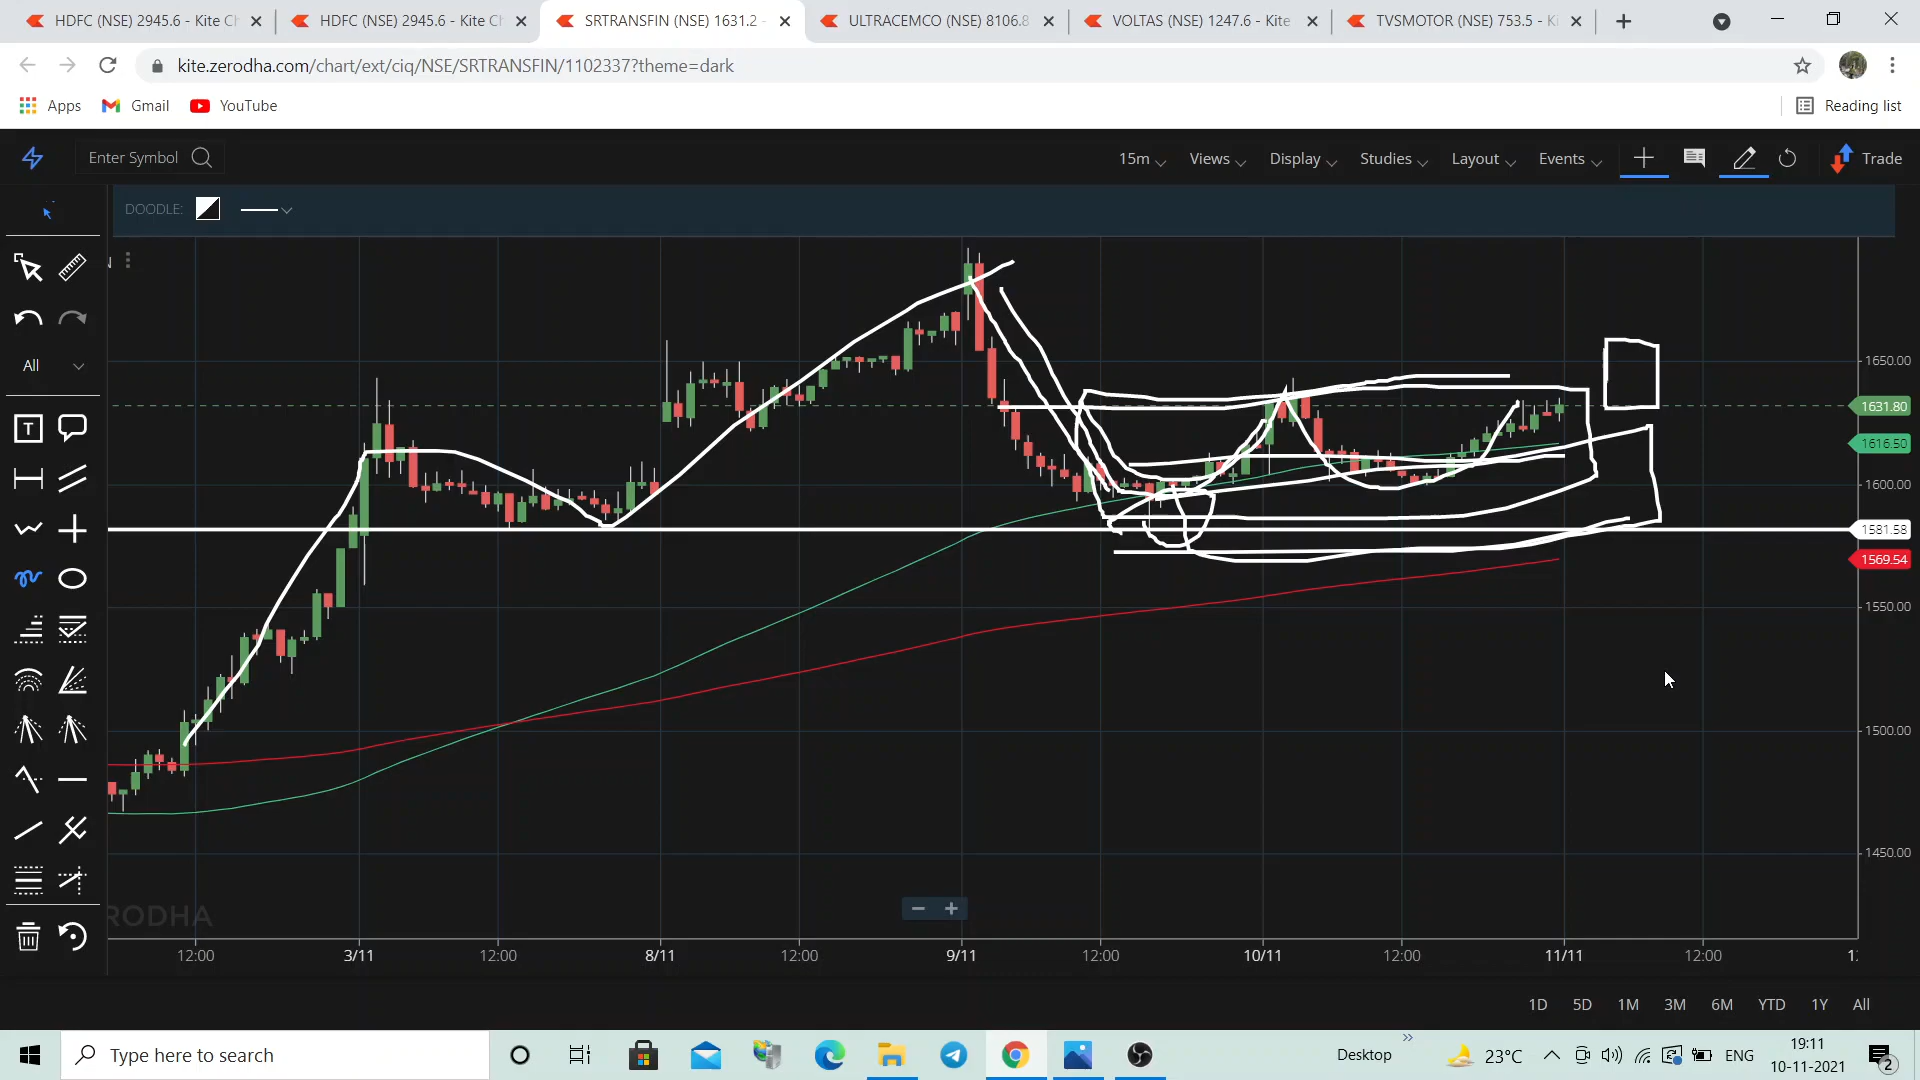 HDFC (NSE) 2945.6 - Kite Ch
HDFC (NSE) 2945.6 - Kite Ch
SRTRANSFIN (NSE) 1631.2 -
ULTRACEMCO (NSE) 8106.8
VOLTAS (NSE) 1247.6 - Kite
TVSMOTOR (NSE) 753.5 - Ki
kite.zerodha.com/chart/ext/ciq/NSE/SRTRANSFIN/1102337?theme=dark
Apps
Gmail
YouTube
Reading list
Enter Symbol
15m
Views
Display
Studies
Layout
Events
Trade
DOODLE:
N
All
T
1650.00
1631.80
1616.50
1600.00
1581.58
1569.54
1550.00
1500.00
1450.00
RODHA
12:00
3/11
12:00
8/11
12:00
9/11
12:00
10/11
12:00
11/11
12:00
1D
5D
1M
3M
6M
YTD
1Y
All
Type here to search
Desktop
23°C
ENG
19:11
10-11-2021
2